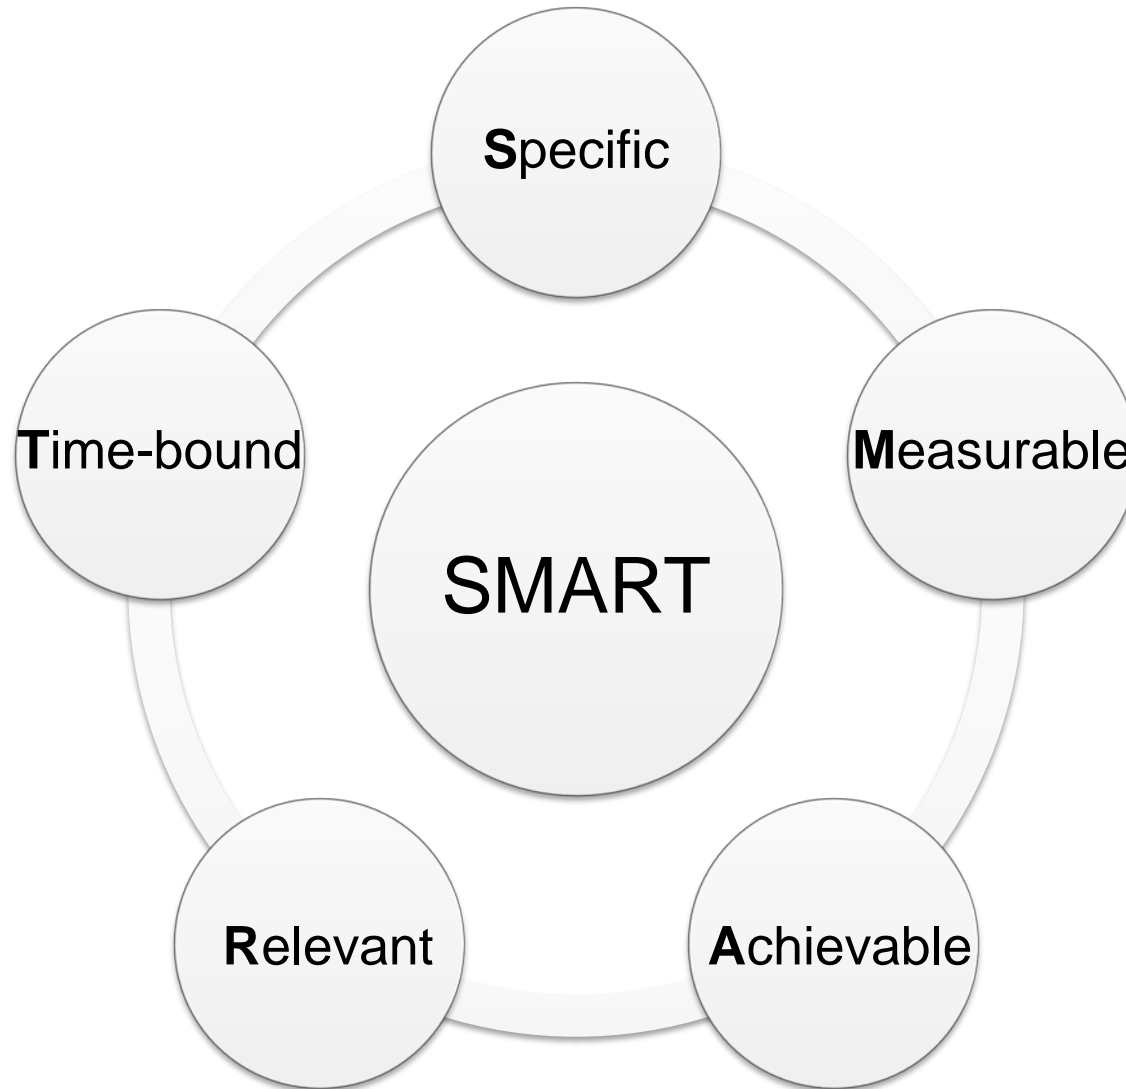 Specific
Time-bound
Measurable
SMART
Relevant
Achievable